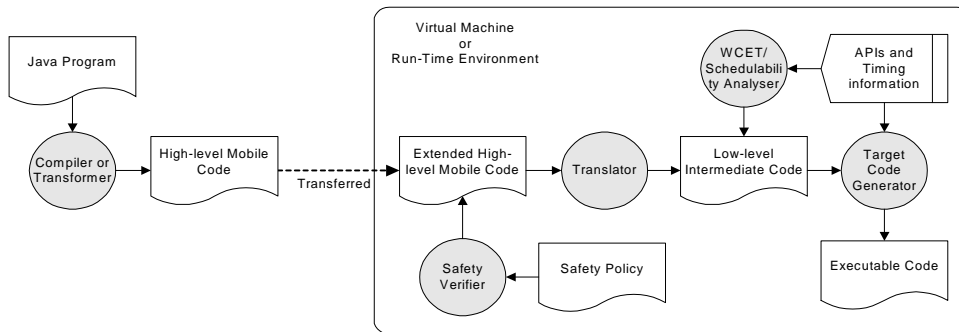 Virtual Machine
or
Run-Time Environment
Java Program
WCET/
Schedulabi
lity Analyser
APIs and
Timing
information
Compiler or
Transformer
High-level Mobile
Code
Transferred
Extended High-
level Mobile Code
Translator
Low-level
Intermediate Code
Target
Code
Generator
Safety
Verifier
Safety Policy
Executable Code